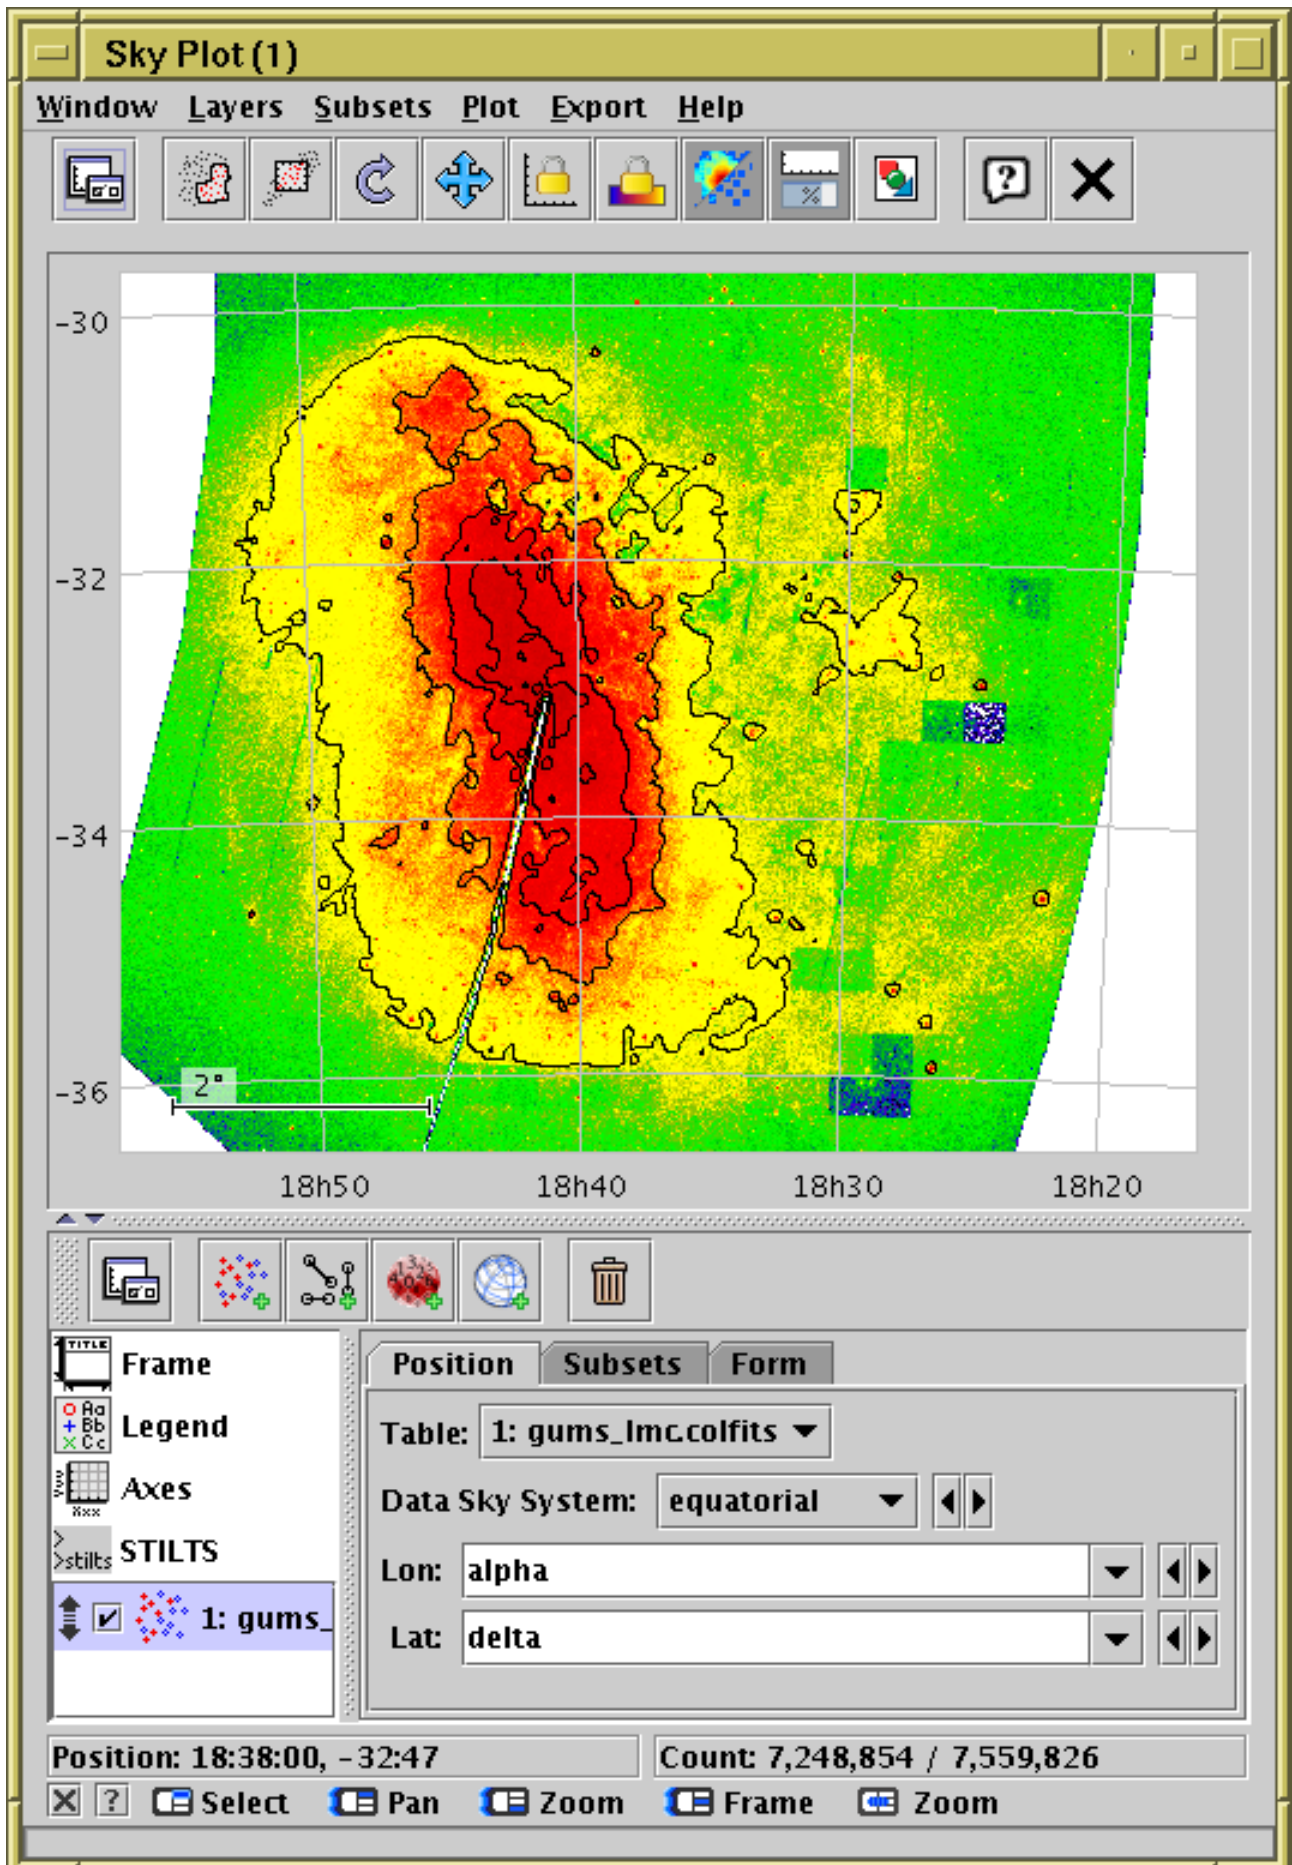 Sky Plot (1)
Window Layers Subsets Plot Export Help
-30
-32
-34
-36
2°
18h50 18h40 18h30 18h20
Frame
Legend
Axes
STILTS
1: gums_
Position Subsets Form
Table: 1: gums_lmc.colfits
Data Sky System: equatorial
Lon: alpha
Lat: delta
Position: 18:38:00, -32:47
Count: 7,248,854 / 7,559,826
Select Pan Zoom Frame Zoom